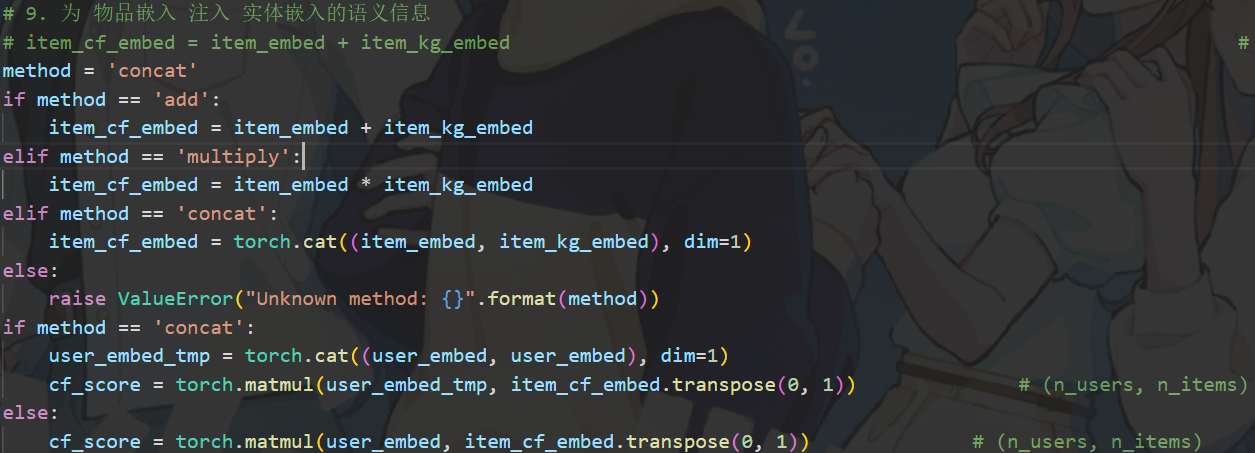 # 9. 为 物品嵌入 注入 实体嵌入的语义信息
# item_cf_embed = item_embed + item_kg_embed #
method = 'concat'
if method == 'add':
    item_cf_embed = item_embed + item_kg_embed
elif method == 'multiply':
    item_cf_embed = item_embed * item_kg_embed
elif method == 'concat':
    item_cf_embed = torch.cat((item_embed, item_kg_embed), dim=1)
else:
    raise ValueError("Unknown method: {}".format(method))
if method == 'concat':
    user_embed_tmp = torch.cat((user_embed, user_embed), dim=1)
    cf_score = torch.matmul(user_embed_tmp, item_cf_embed.transpose(0, 1)) # (n_users, n_items)
else:
    cf_score = torch.matmul(user_embed, item_cf_embed.transpose(0, 1)) # (n_users, n_items)